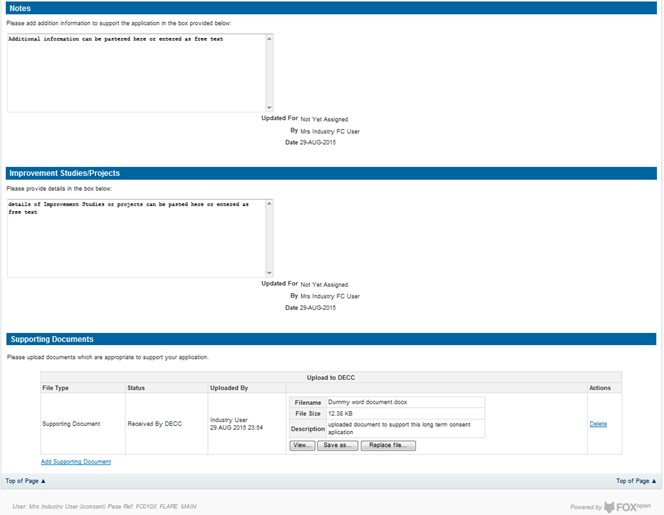 Notes
Please add addition information to support the application in the box provided below:
Additional information can be pastered here or entered as free text
Updated For Not Yet Assigned
By Mrs Industry FC User
Date 29-AUG-2015
Improvement Studies/Projects
Please provide details in the box below:
details of Improvement Studies or projects can be pasted here or entered as
free text
Updated For Not Yet Assigned
By Mrs Industry FC User
Date 29-AUG-2015
Supporting Documents
Please upload documents which are appropriate to support your application.
Upload to DECC
File Type Status Uploaded By Actions
Supporting Document Received By DECC Industry User
29 AUG 2015 23:54
Filename Dummy word document.docx
File Size 12.38 KB
Description uploaded document to support this long term consent
aplication
View... Save as... Replace file...
Delete
Add Supporting Document
Top of Page ▲ Top of Page ▲
User: Mrs Industry User (iconsent) Page Ref: FC010X_FLARE_MAIN
Powered by FOXopen